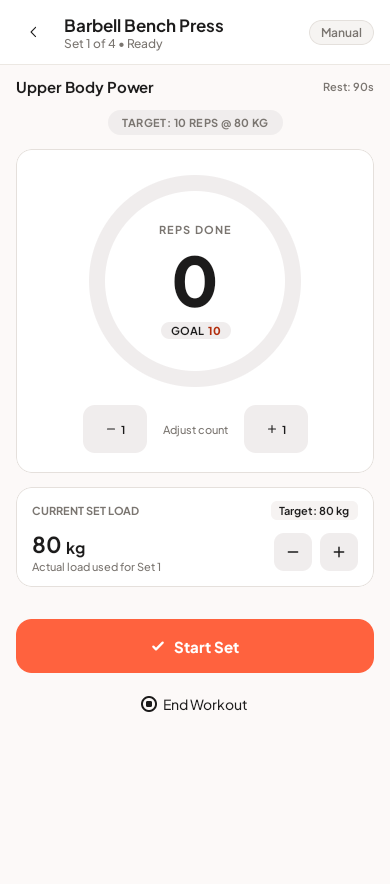 Barbell Bench Press
Set 1 of 4 • Ready
Manual
Upper Body Power
Rest: 90s
TARGET: 10 REPS @ 80 KG
REPS DONE
0
GOAL 10
− 1
Adjust count
+ 1
CURRENT SET LOAD
Target: 80 kg
80 kg
Actual load used for Set 1
Start Set
End Workout